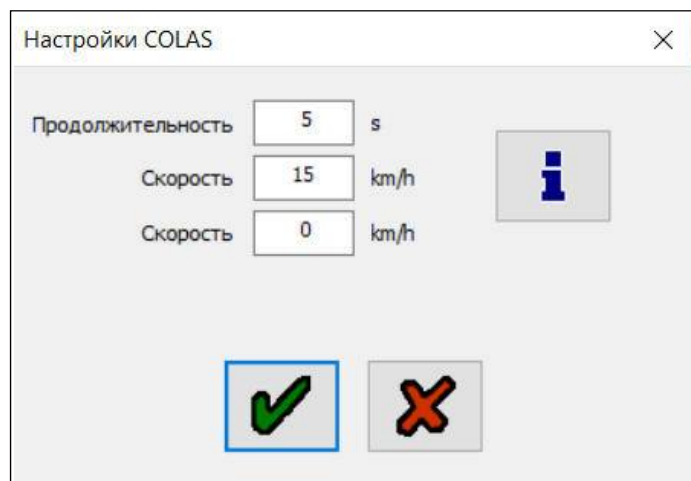 Настройки COLAS
Продолжительность 5 s
Скорость 15 km/h
Скорость 0 km/h